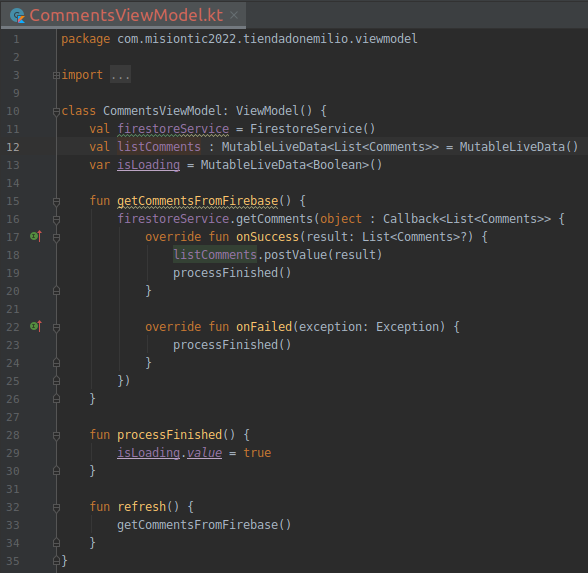 CommentsViewModel.kt
1 package com.misiontic2022.tiendadonemilio.viewmodel
2
3 import ...
9
10 class CommentsViewModel: ViewModel() {
11 val firestoreService = FirestoreService()
12 val listComments : MutableLiveData<List<Comments>> = MutableLiveData()
13 var isLoading = MutableLiveData<Boolean>()
14
15 fun getCommentsFromFirebase() {
16 firestoreService.getComments(object : Callback<List<Comments>> {
17 override fun onSuccess(result: List<Comments>?) {
18 listComments.postValue(result)
19 processFinished()
20 }
21
22 override fun onFailed(exception: Exception) {
23 processFinished()
24 }
25 })
26 }
27
28 fun processFinished() {
29 isLoading.value = true
30 }
31
32 fun refresh() {
33 getCommentsFromFirebase()
34 }
35 }